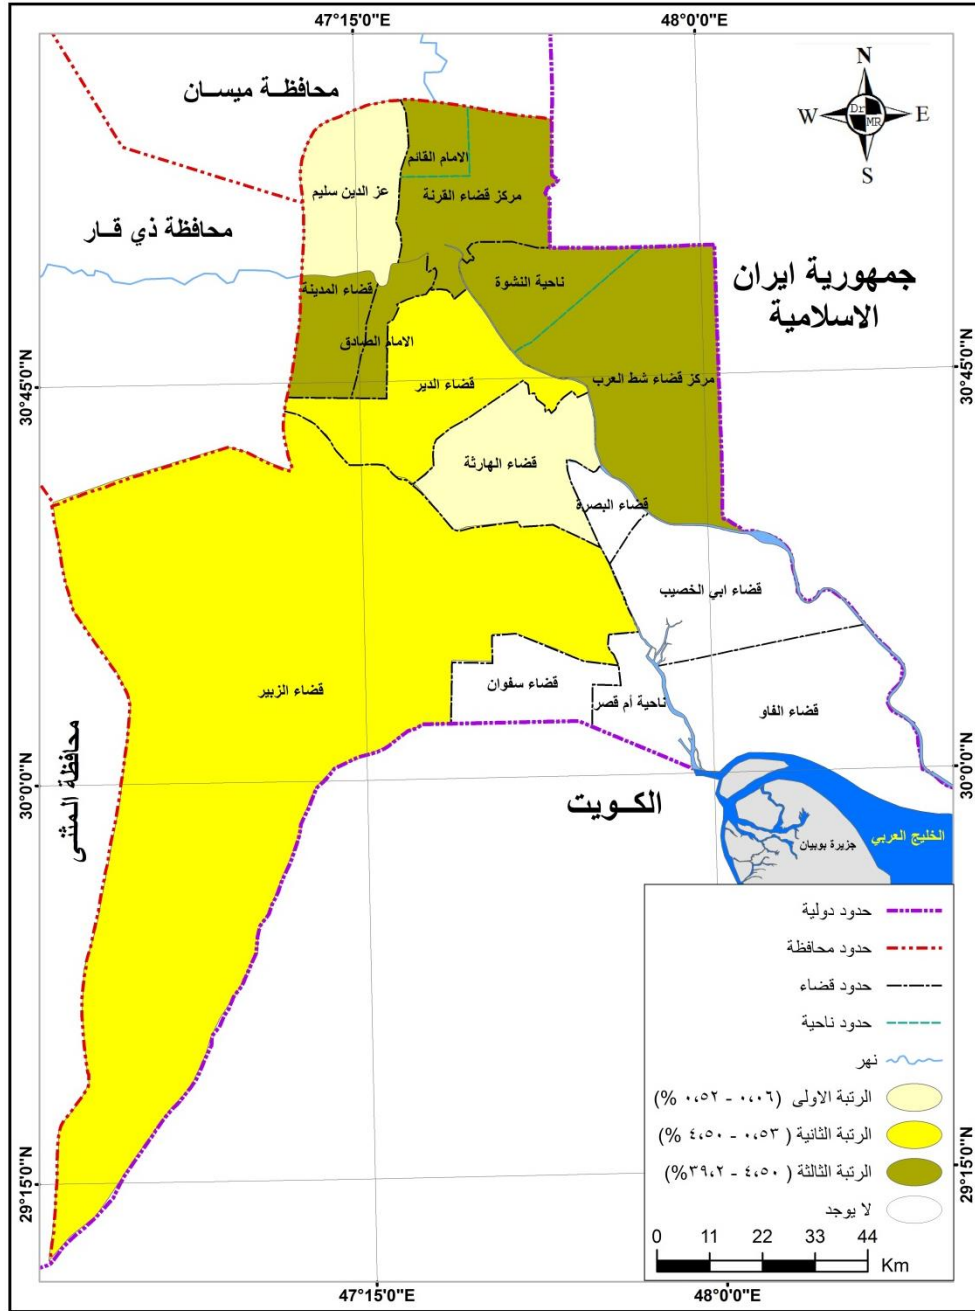 47°15'0"E
48°0'0"E
N
W
Dr
MR
E
S
محافظــة ميسـان
الامام القائم
عز الدين سليم
مركز قضاء القرنة
محافظة ذي قــار
جمهورية ايران
الاسلامية
ناحية النشوة
قضاء المدينة
الامام الصادق
30°45'0"N
30°45'0"N
قضاء الدير
مركز قضاء شط العرب
قضاء الهارثة
قضاء البصرة
قضاء ابي الخصيب
قضاء الزبير
قضاء سفوان
ناحية أم قصر
قضاء الفاو
محافظة المثنى
30°0'0"N
30°0'0"N
الكــويت
الخليج العربي
جزيرة بوبيان
حدود دولية
حدود محافظة
حدود قضاء
حدود ناحية
نهر
الرتبة الاولى (٠،٠٦ - ٠،٥٢ %)
الرتبة الثانية ( ٠،٥٣ - ٤،٥٠ %)
الرتبة الثالثة ( ٤،٥٠ - ٣٩،٢%)
لا يوجد
0 11 22 33 44
Km
29°15'0"N
29°15'0"N
47°15'0"E
48°0'0"E